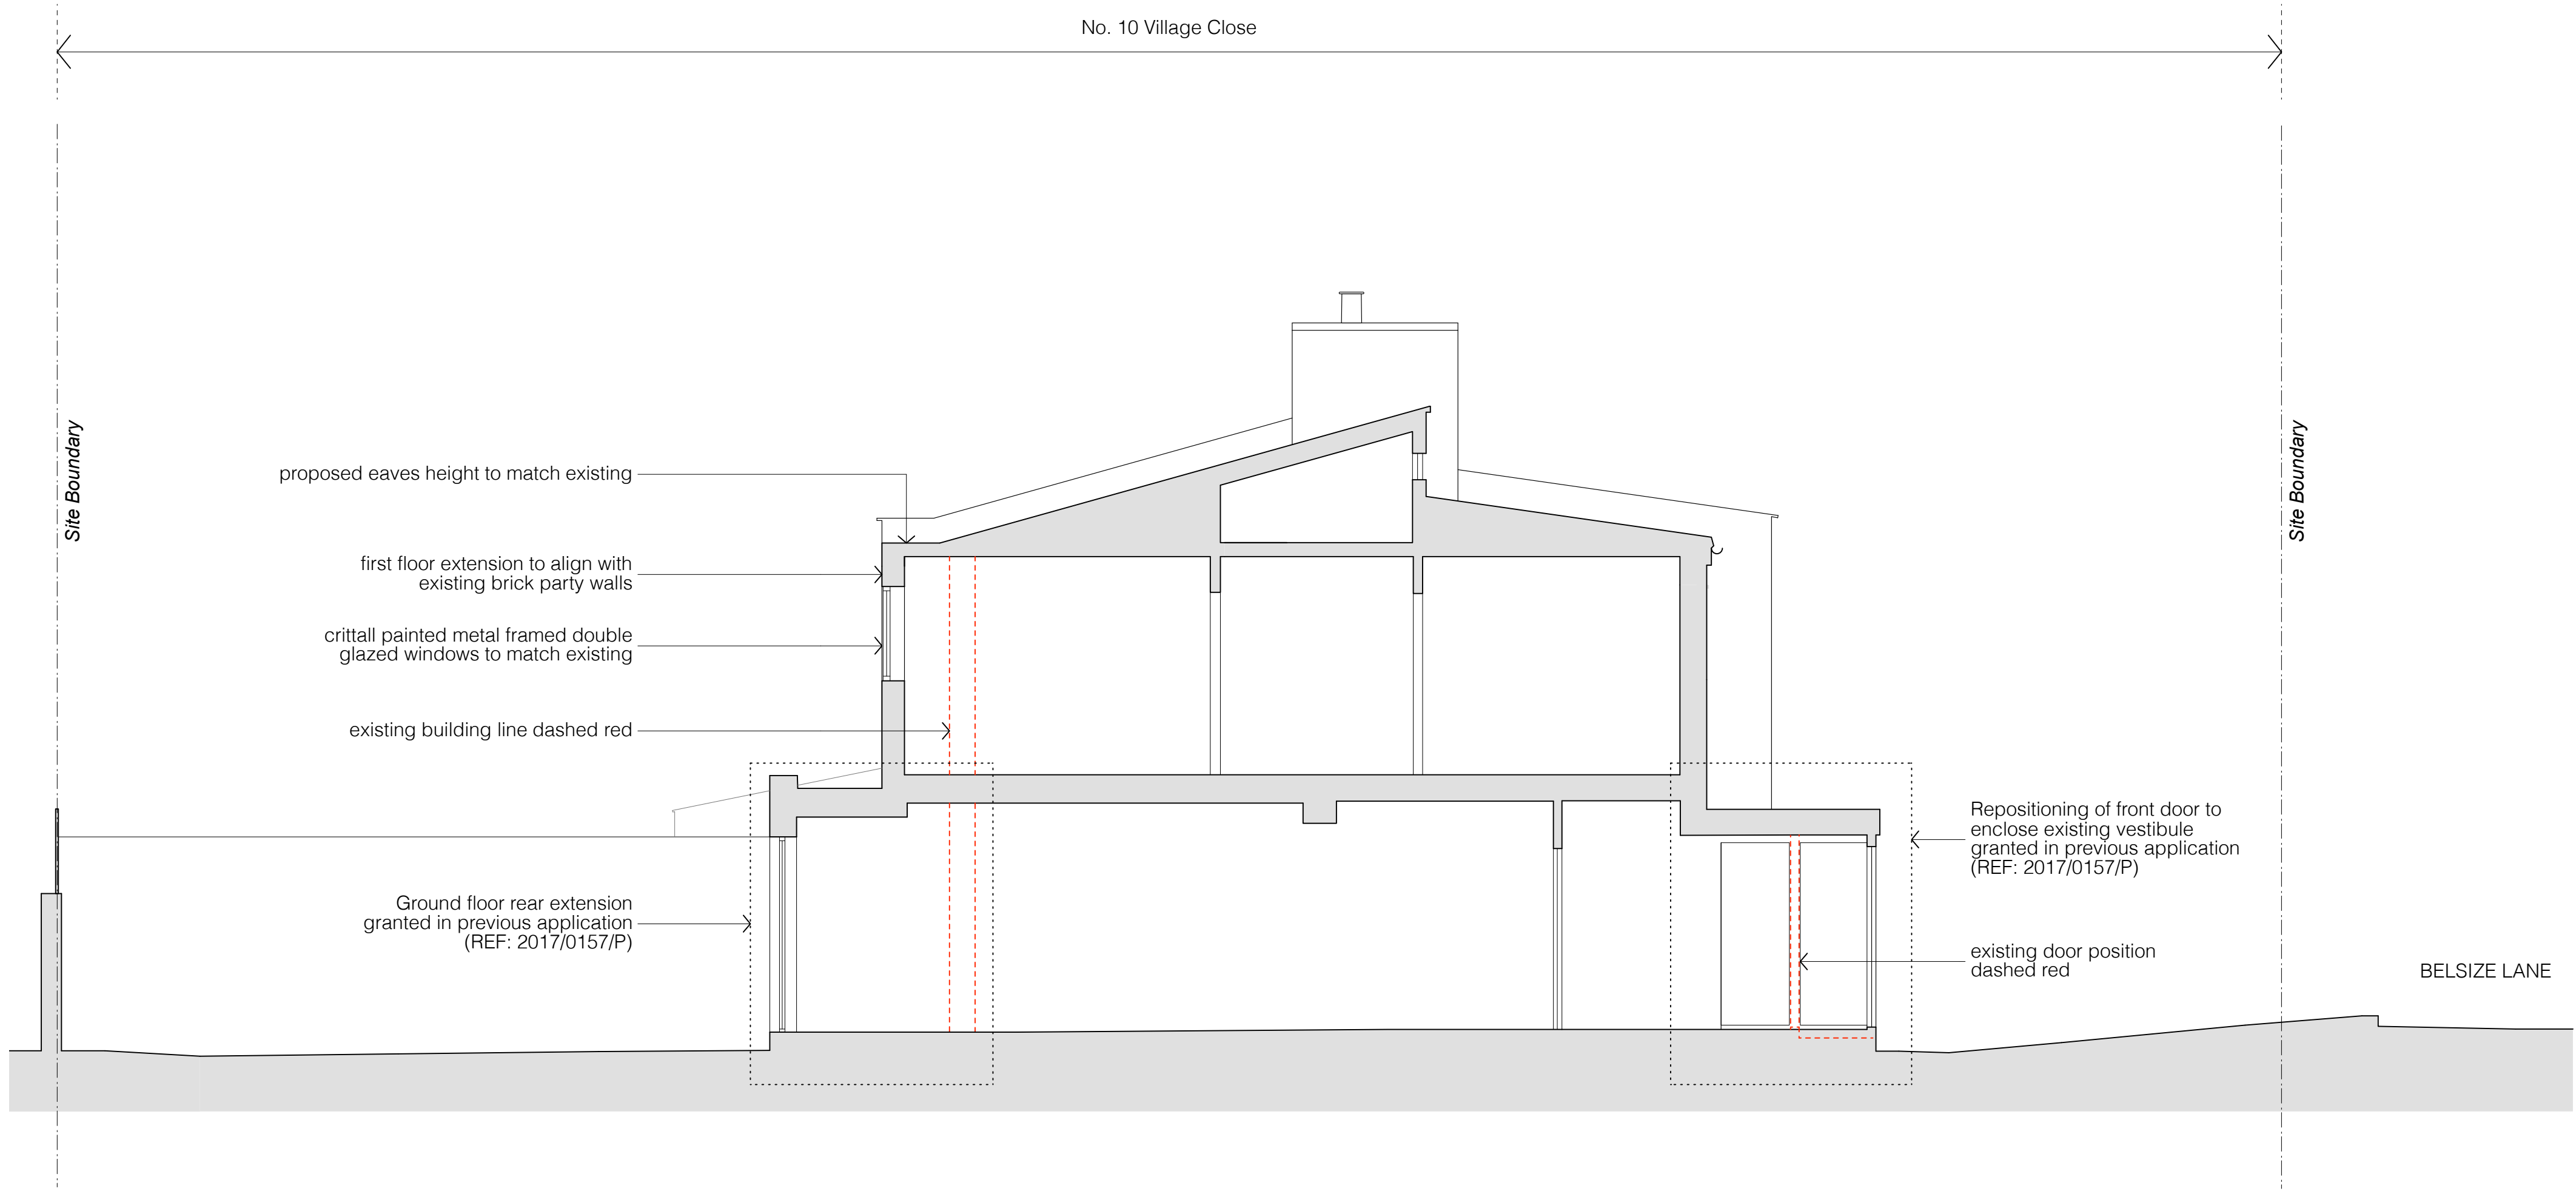 No. 10 Village Close
Site Boundary
proposed eaves height to match existing
first floor extension to align with
existing brick party walls
crittall painted metal framed double
glazed windows to match existing
existing building line dashed red
Ground floor rear extension
granted in previous application
(REF: 2017/0157/P)
Site Boundary
Repositioning of front door to
enclose existing vestibule
granted in previous application
(REF: 2017/0157/P)
existing door position
dashed red
BELSIZE LANE